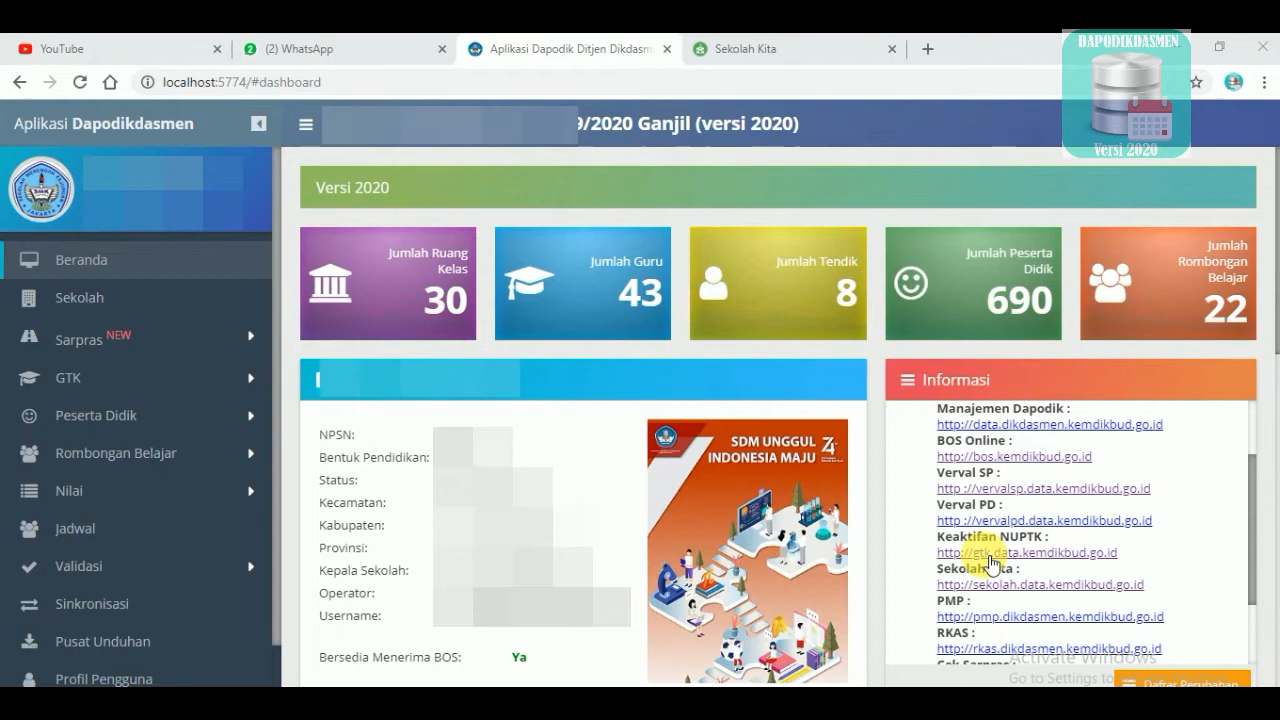 YouTube
(2) WhatsApp
Aplikasi Dapodik Ditjen Dikdasm
Sekolah Kita
DAPODIKDASMEN
Versi 2020
localhost:5774/#dashboard
Aplikasi Dapodikdasmen
9/2020 Ganjil (versi 2020)
SMK
JAKARTA
Versi 2020
Jumlah Ruang
Kelas
30
Jumlah Guru
43
Jumlah Tendik
8
Jumlah Peserta
Didik
690
Jumlah
Rombongan
Belajar
22
Beranda
Sekolah
Sarpras NEW
GTK
Peserta Didik
Rombongan Belajar
Nilai
Jadwal
Validasi
Sinkronisasi
Pusat Unduhan
Profil Pengguna
NPSN:
Bentuk Pendidikan:
Status:
Kecamatan:
Kabupaten:
Provinsi:
Kepala Sekolah:
Operator:
Username:
Bersedia Menerima BOS: Ya
SDM UNGGUL
INDONESIA MAJU
74
Informasi
Manajemen Dapodik :
http://data.dikdasmen.kemdikbud.go.id
BOS Online :
http://bos.kemdikbud.go.id
Verval SP :
http ://vervalsp.data.kemdikbud.go.id
Verval PD :
http ://vervalpd.data.kemdikbud.go.id
Keaktifan NUPTK :
http://gtk.data.kemdikbud.go.id
http://sekolah.data.kemdikbud.go.id
PMP :
http://pmp.dikdasmen.kemdikbud.go.id
RKAS :
http://rkas.dikdasmen.kemdikbud.go.id
Cek Sarpras
Activate Windows
Go to Settings to
Daftar Perubahan